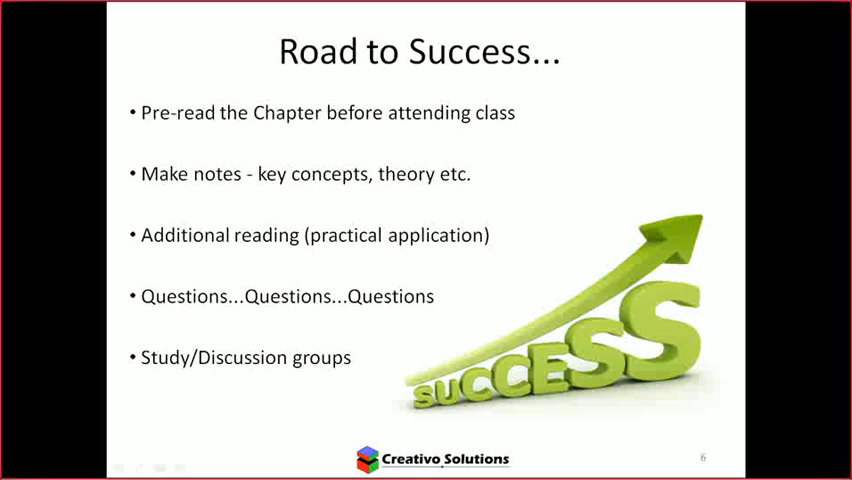 Road to Success...
• Pre-read the Chapter before attending class
• Make notes - key concepts, theory etc.
• Additional reading (practical application)
• Questions...Questions...Questions
• Study/Discussion groups
SUCCESS
Creativo Solutions
6